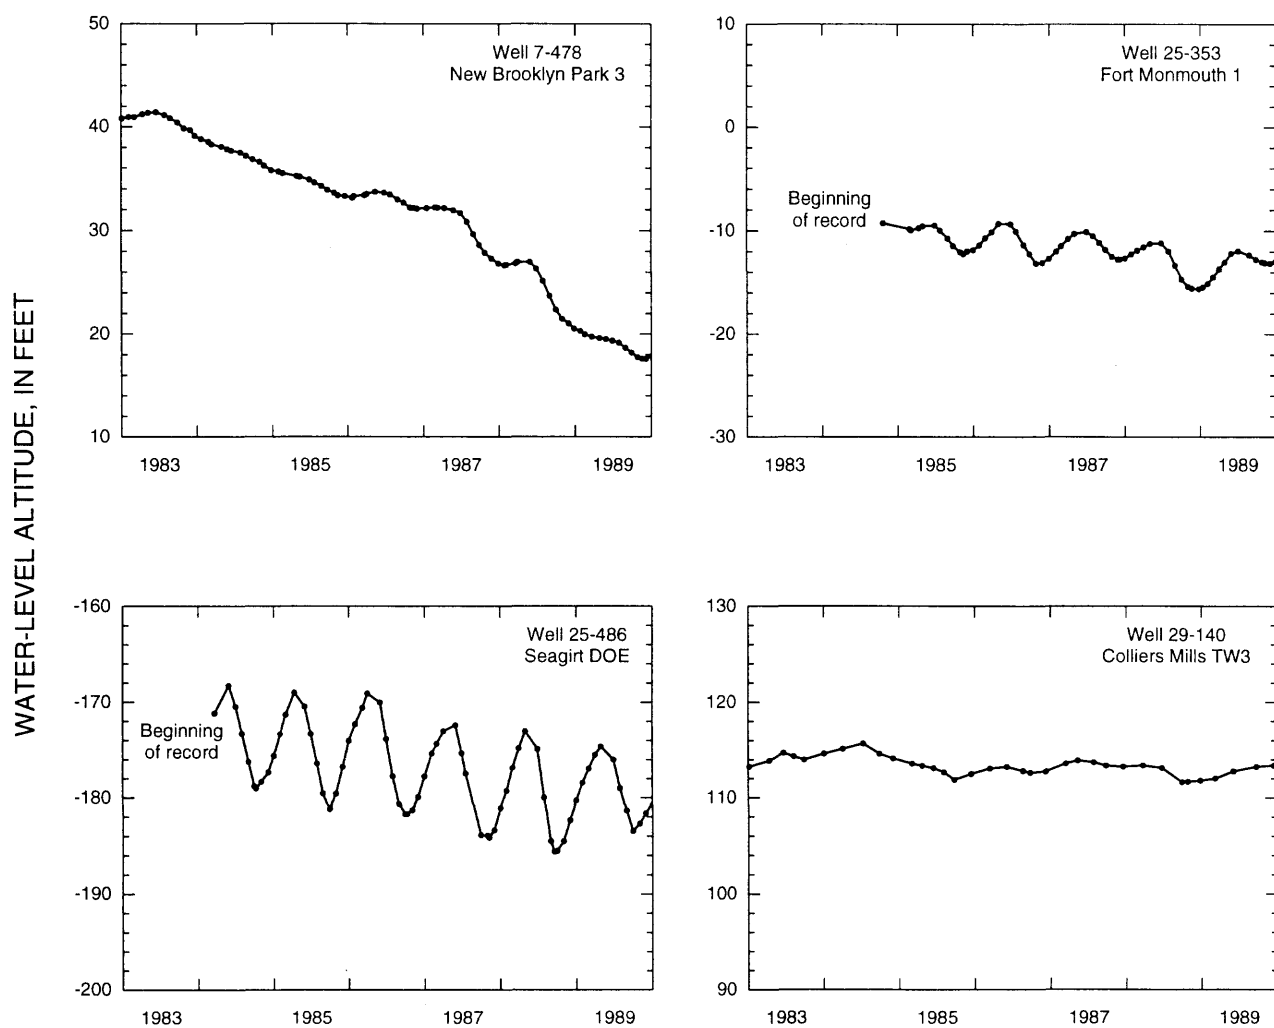 WATER-LEVEL ALTITUDE, IN FEET
50
40
30
20
10
Well 7-478
New Brooklyn Park 3
1983 1985 1987 1989
10
0
-10
-20
-30
Well 25-353
Fort Monmouth 1
Beginning
of record
1983 1985 1987 1989
-160
-170
-180
-190
-200
Well 25-486
Seagirt DOE
Beginning
of record
1983 1985 1987 1989
130
120
110
100
90
Well 29-140
Colliers Mills TW3
1983 1985 1987 1989